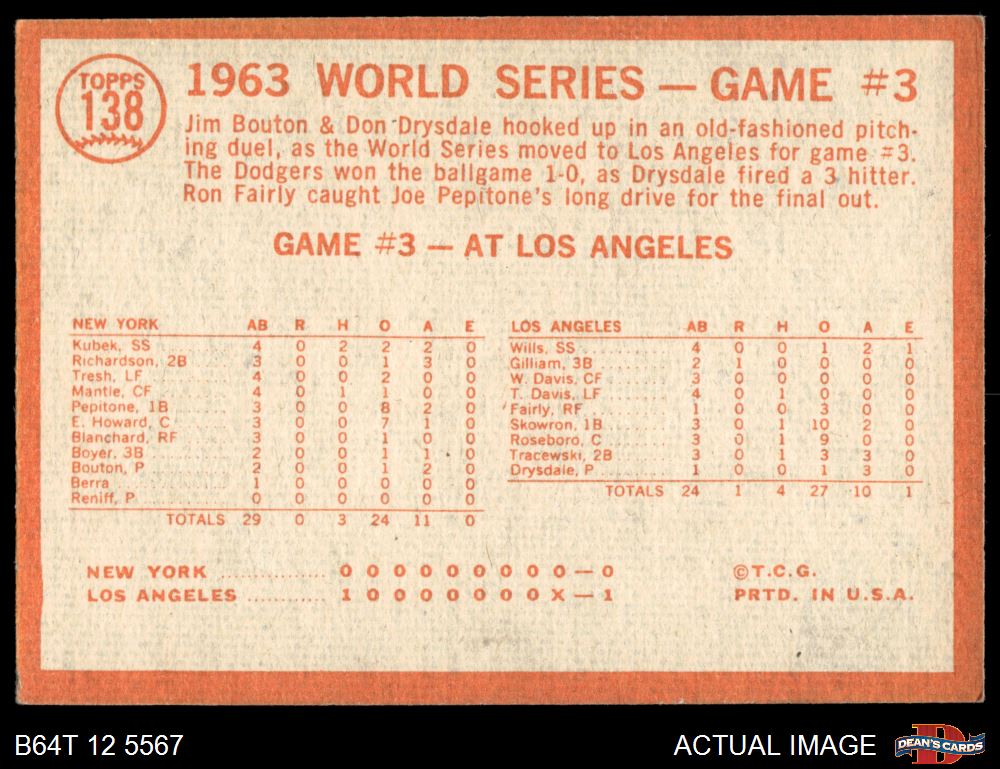 TOPPS
138
1963 WORLD SERIES — GAME #3
Jim Bouton & Don Drysdale hooked up in an old-fashioned pitch-
ing duel, as the World Series moved to Los Angeles for game #3.
The Dodgers won the ballgame 1-0, as Drysdale fired a 3 hitter.
Ron Fairly caught Joe Pepitone's long drive for the final out.
GAME #3 — AT LOS ANGELES
NEW YORK AB R H O A E
Kubek, SS 4 0 2 2 2 0
Richardson, 2B 3 0 0 1 3 0
Tresh, LF 4 0 0 2 0 0
Mantle, CF 4 0 1 1 0 0
Pepitone, 1B 3 0 0 8 2 0
E. Howard, C 3 0 0 7 1 0
Blanchard, RF 3 0 0 1 0 0
Boyer, 3B 2 0 0 1 1 0
Bouton, P 2 0 0 1 2 0
Berra 1 0 0 0 0 0
Reniff, P 0 0 0 0 0 0
TOTALS 29 0 3 24 11 0
LOS ANGELES AB R H O A E
Wills, SS 4 0 0 1 2 1
Gilliam, 3B 2 1 0 0 0 0
W. Davis, CF 3 0 0 0 0 0
T. Davis, LF 4 0 1 0 0 0
Fairly, RF 1 0 0 3 0 0
Skowron, 1B 3 0 1 10 2 0
Roseboro, C 3 0 1 9 0 0
Tracewski, 2B 3 0 1 3 3 0
Drysdale, P 1 0 0 1 3 0
TOTALS 24 1 4 27 10 1
NEW YORK ............ 0 0 0 0 0 0 0 0 0 — 0
LOS ANGELES ......... 1 0 0 0 0 0 0 0 X — 1
©T.C.G.
PRTD. IN U.S.A.
B64T 12 5567
ACTUAL IMAGE
D
DEAN'S CARDS